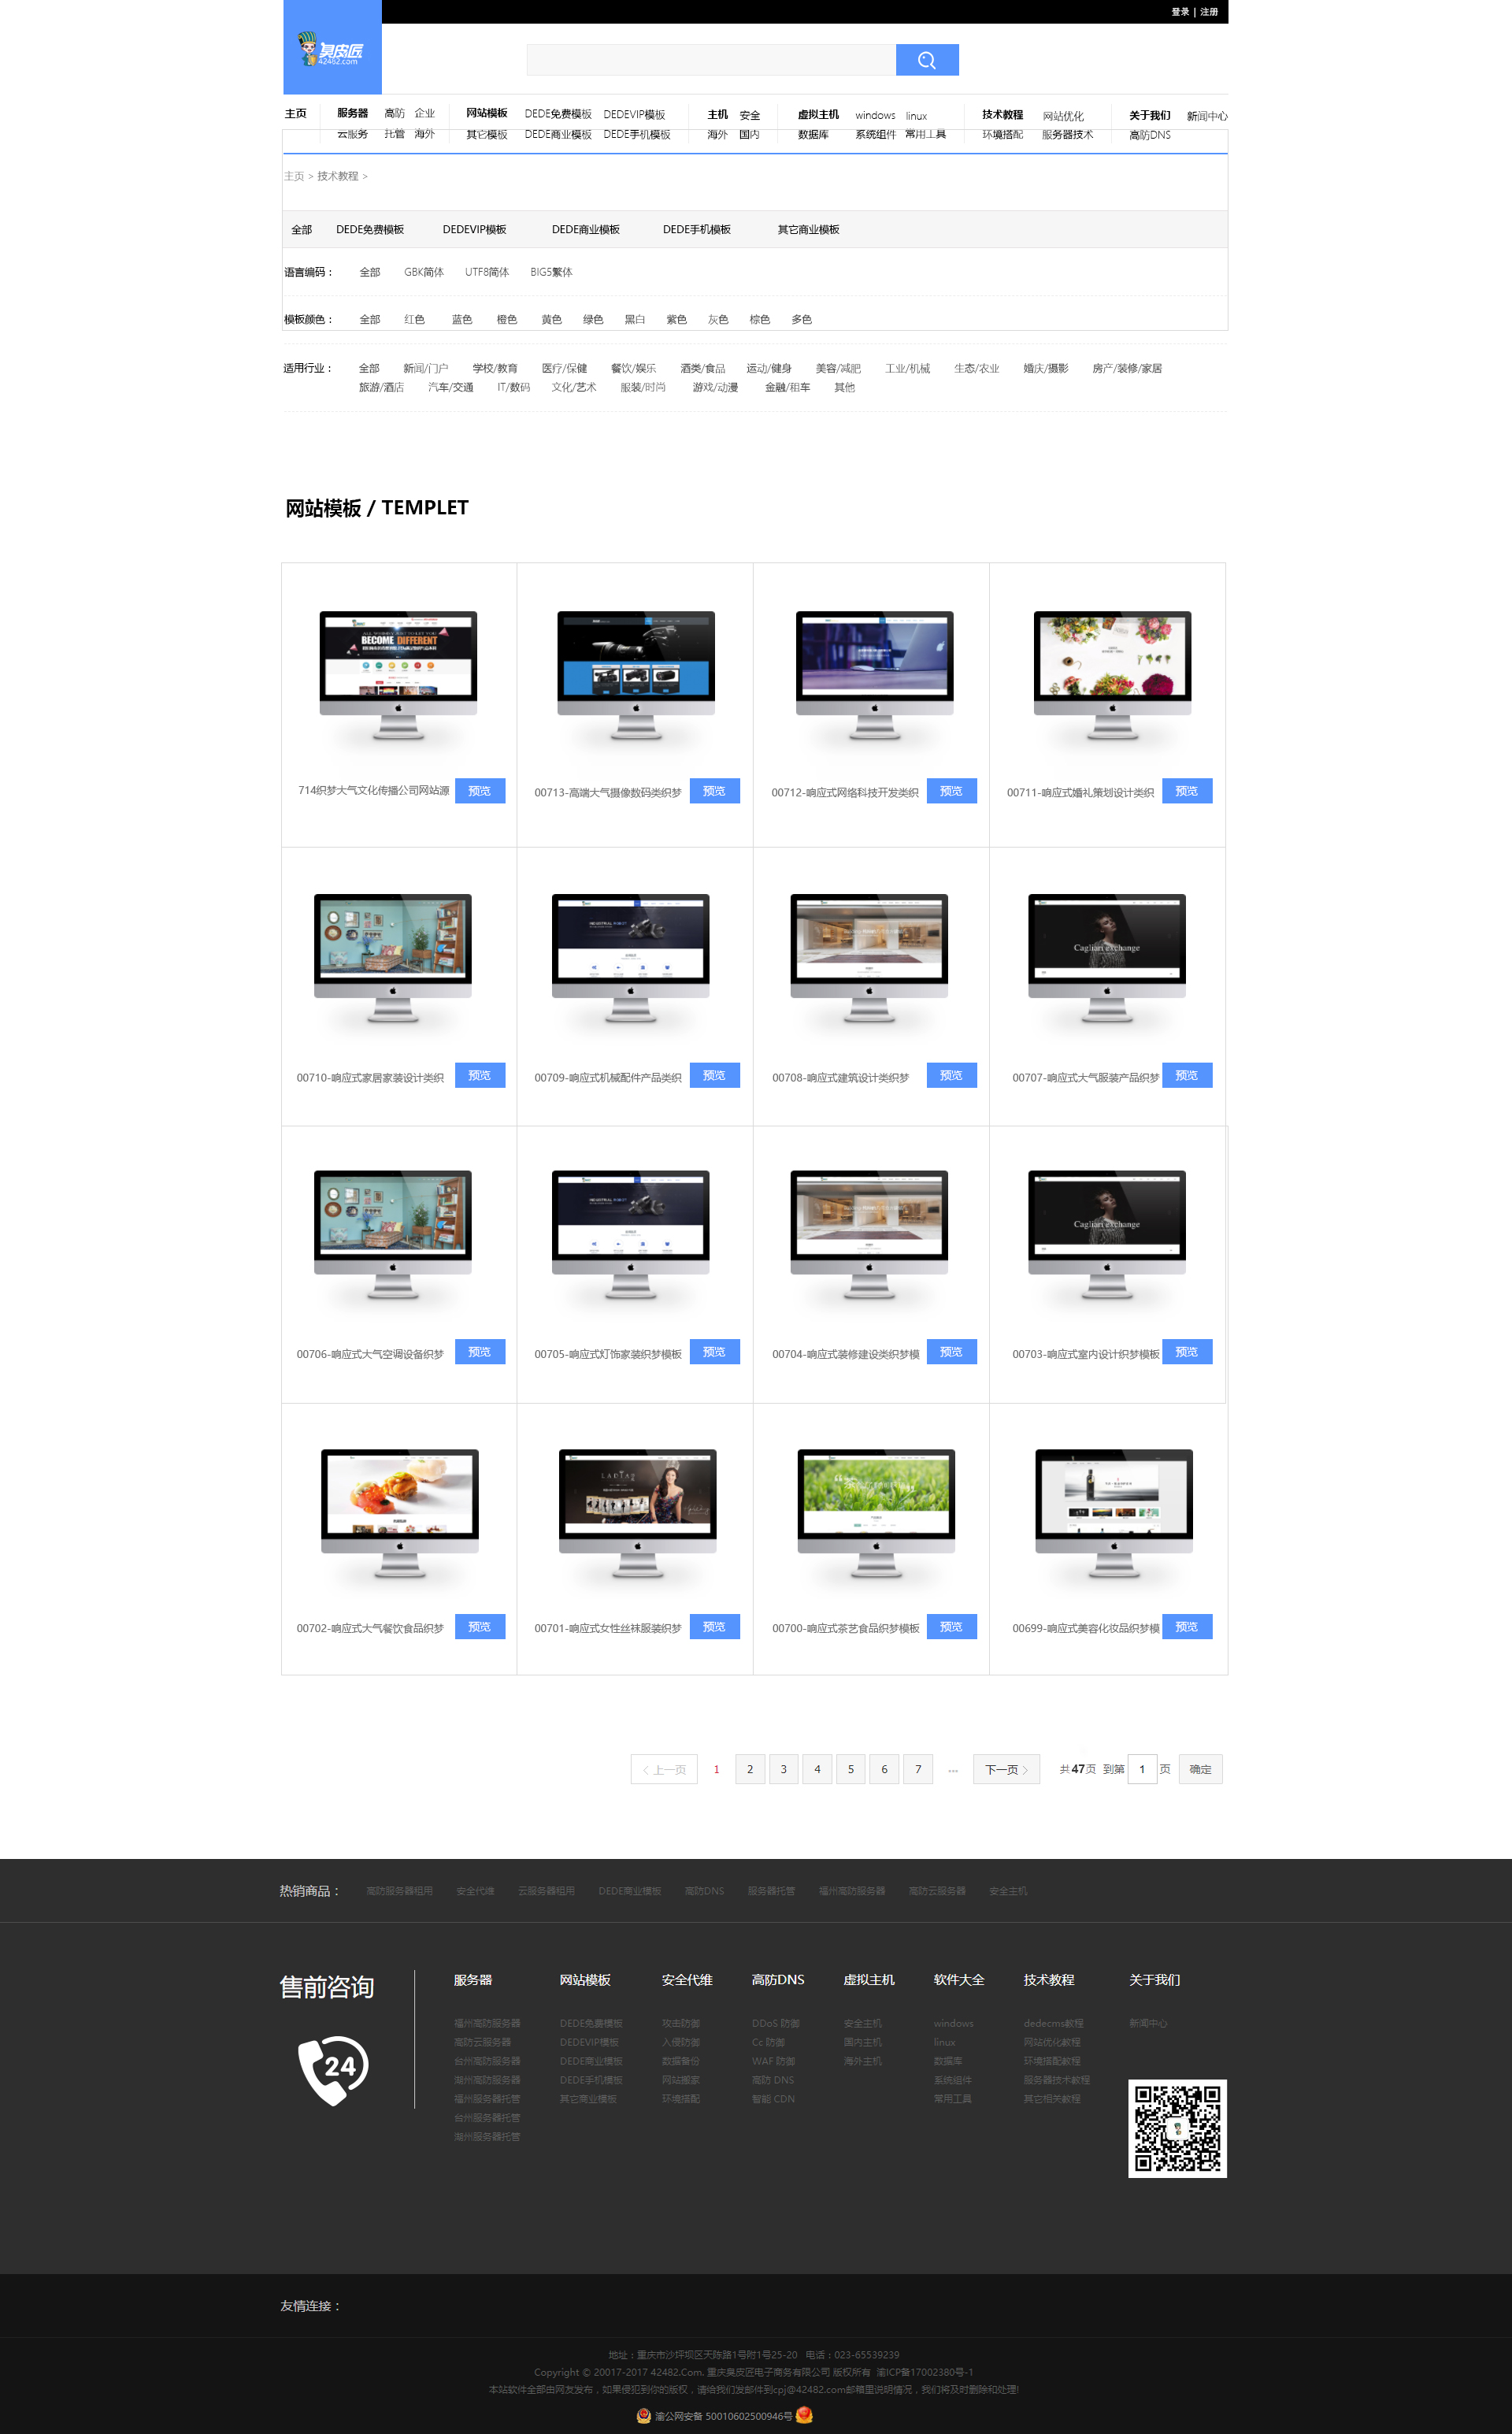 登录 | 注册
臭皮匠
42482.com
主页 服务器 高防 企业 网站模板 DEDE免费模板 DEDEVIP模板 主机 安全 虚拟主机 windows linux 技术教程 网站优化 关于我们 新闻中心
云服务 托管 海外 其它模板 DEDE商业模板 DEDE手机模板 海外 国内 数据库 系统组件 常用工具 环境搭配 服务器技术 高防DNS
主页 > 技术教程 >
全部 DEDE免费模板 DEDEVIP模板 DEDE商业模板 DEDE手机模板 其它商业模板
语言编码： 全部 GBK简体 UTF8简体 BIG5繁体
模板颜色： 全部 红色 蓝色 橙色 黄色 绿色 黑白 紫色 灰色 棕色 多色
适用行业： 全部 新闻/门户 学校/教育 医疗/保健 餐饮/娱乐 酒类/食品 运动/健身 美容/减肥 工业/机械 生态/农业 婚庆/摄影 房产/装修/家居
旅游/酒店 汽车/交通 IT/数码 文化/艺术 服装/时尚 游戏/动漫 金融/租车 其他
网站模板 / TEMPLET
BECOME DIFFERENT
714织梦大气文化传播公司网站源 预览 00713-高端大气摄像数码类织梦 预览 00712-响应式网络科技开发类织 预览 00711-响应式婚礼策划设计类织 预览
INDUSTRIAL ROBOT
Cagliari exchange
00710-响应式家居家装设计类织 预览 00709-响应式机械配件产品类织 预览 00708-响应式建筑设计类织梦 预览 00707-响应式大气服装产品织梦 预览
INDUSTRIAL ROBOT
Cagliari exchange
00706-响应式大气空调设备织梦 预览 00705-响应式灯饰家装织梦模板 预览 00704-响应式装修建设类织梦模 预览 00703-响应式室内设计织梦模板 预览
00702-响应式大气餐饮食品织梦 预览 00701-响应式女性丝袜服装织梦 预览 00700-响应式茶艺食品织梦模板 预览 00699-响应式美容化妆品织梦模 预览
< 上一页 1 2 3 4 5 6 7 ... 下一页 > 共47页 到第 1 页 确定
热销商品： 高防服务器租用 安全代维 云服务器租用 DEDE商业模板 高防DNS 服务器托管 福州高防服务器 高防云服务器 安全主机
售前咨询 服务器 网站模板 安全代维 高防DNS 虚拟主机 软件大全 技术教程 关于我们
24
福州高防服务器 DEDE免费模板 攻击防御 DDoS 防御 安全主机 windows dedecms教程 新闻中心
高防云服务器 DEDEVIP模板 入侵防御 Cc 防御 国内主机 linux 网站优化教程
台州高防服务器 DEDE商业模板 数据备份 WAF 防御 海外主机 数据库 环境搭配教程
湖州高防服务器 DEDE手机模板 网站搬家 高防 DNS 系统组件 服务器技术教程
福州服务器托管 其它商业模板 环境搭配 智能 CDN 常用工具 其它相关教程
台州服务器托管
湖州服务器托管
友情连接：
地址：重庆市沙坪坝区天陈路1号附1号25-20 电话：023-65539239
Copyright © 20017-2017 42482.Com, 重庆臭皮匠电子商务有限公司 版权所有 渝ICP备17002380号-1
本站软件全部由网友发布，如果侵犯到你的版权，请给我们发邮件到cpj@42482.com邮箱里说明情况，我们将及时删除和处理!
渝公网安备 50010602500946号